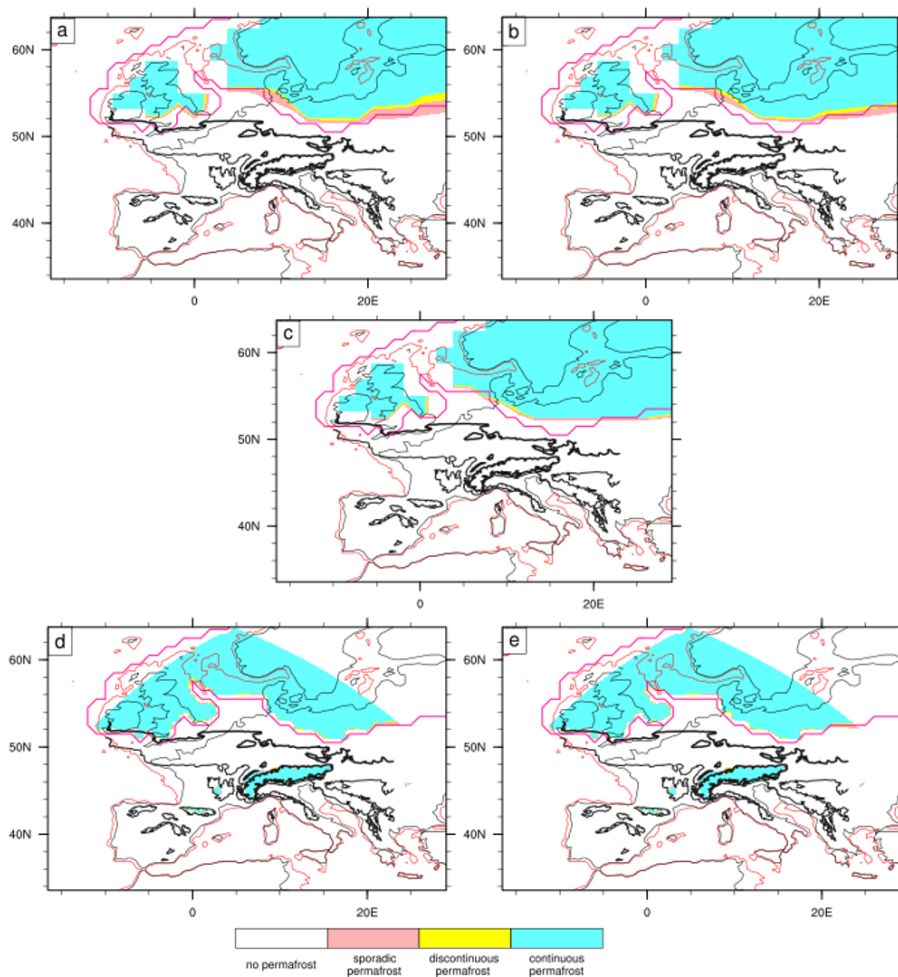 a
60N
50N
40N
0
20E
b
60N
50N
40N
0
20E
c
60N
50N
40N
0
20E
d
60N
50N
40N
0
20E
e
60N
50N
40N
0
20E
no permafrost
sporadic
permafrost
discontinuous
permafrost
continuous
permafrost